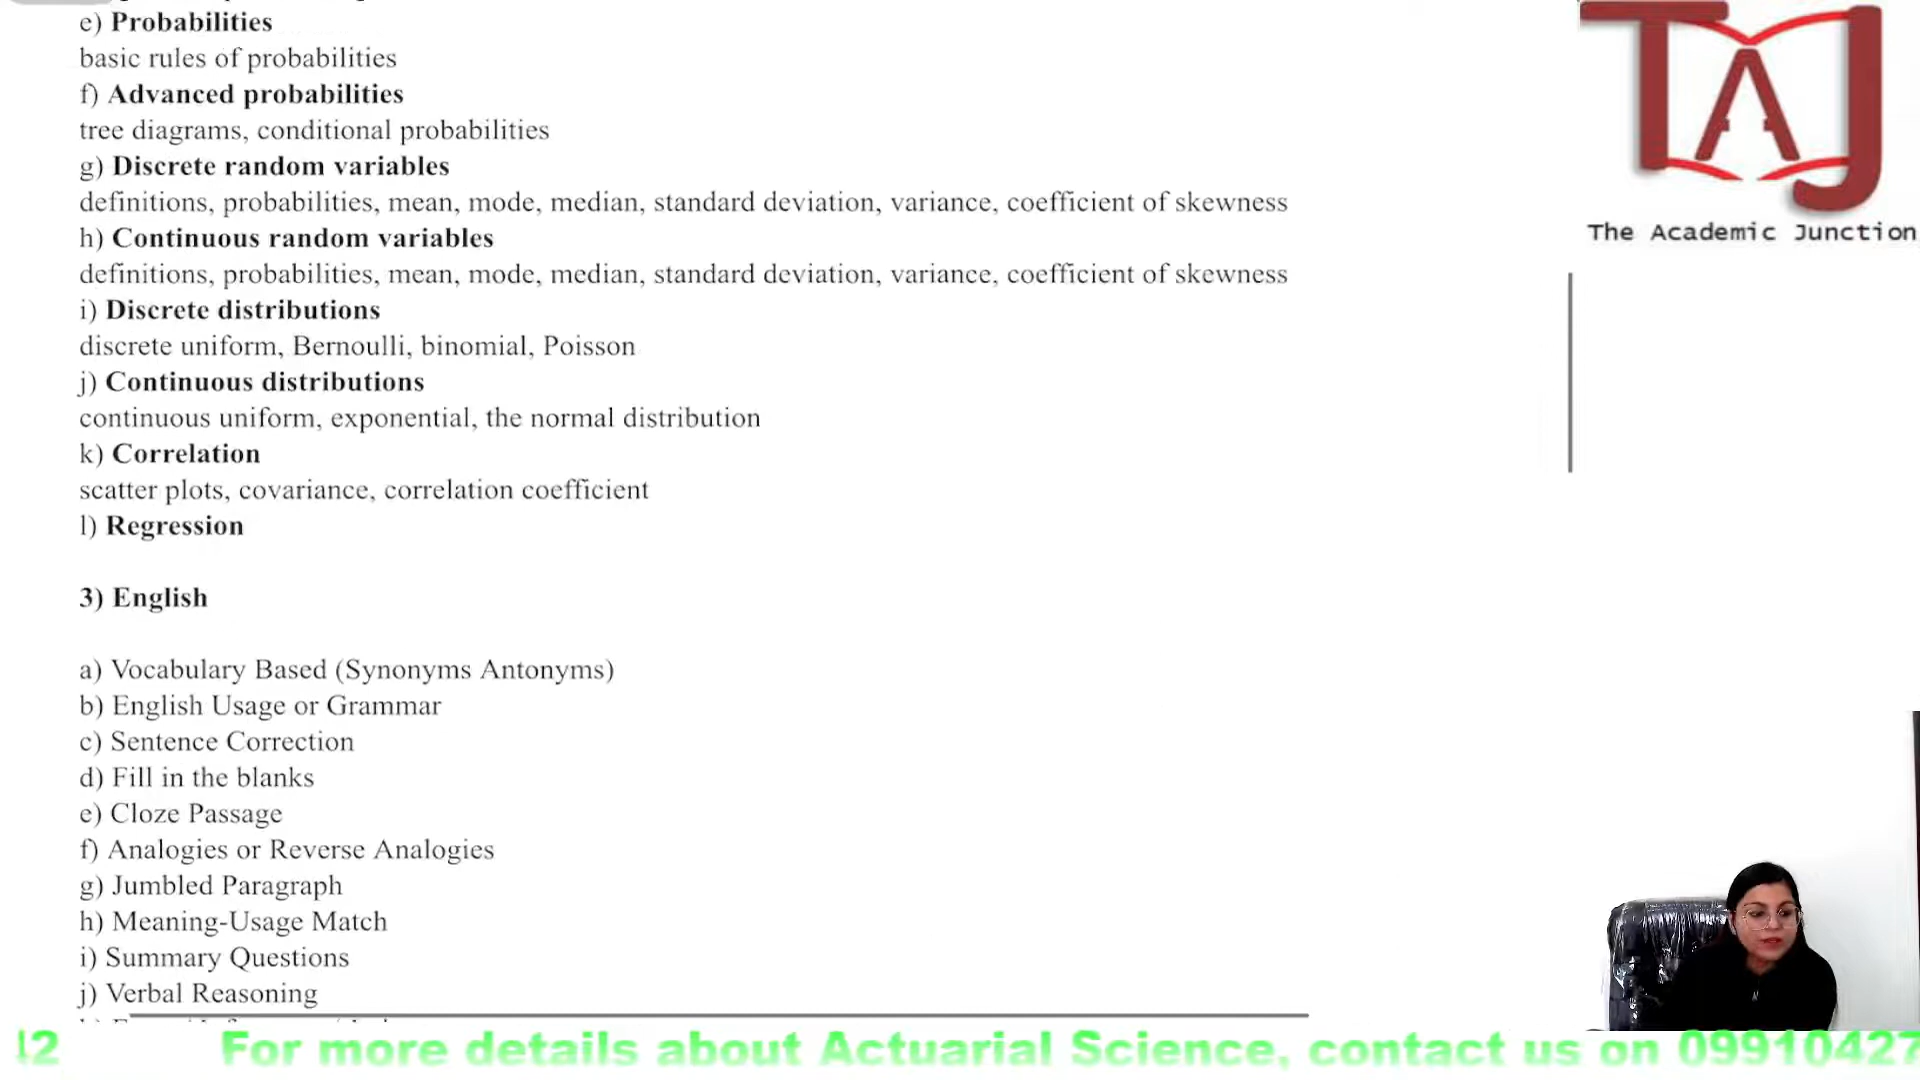 e) Probabilities
basic rules of probabilities
f) Advanced probabilities
tree diagrams, conditional probabilities
g) Discrete random variables
definitions, probabilities, mean, mode, median, standard deviation, variance, coefficient of skewness
h) Continuous random variables
definitions, probabilities, mean, mode, median, standard deviation, variance, coefficient of skewness
i) Discrete distributions
discrete uniform, Bernoulli, binomial, Poisson
j) Continuous distributions
continuous uniform, exponential, the normal distribution
k) Correlation
scatter plots, covariance, correlation coefficient
l) Regression
3) English
a) Vocabulary Based (Synonyms Antonyms)
b) English Usage or Grammar
c) Sentence Correction
d) Fill in the blanks
e) Cloze Passage
f) Analogies or Reverse Analogies
g) Jumbled Paragraph
h) Meaning-Usage Match
i) Summary Questions
j) Verbal Reasoning
TAJ
The Academic Junction
12 For more details about Actuarial Science, contact us on 09910427